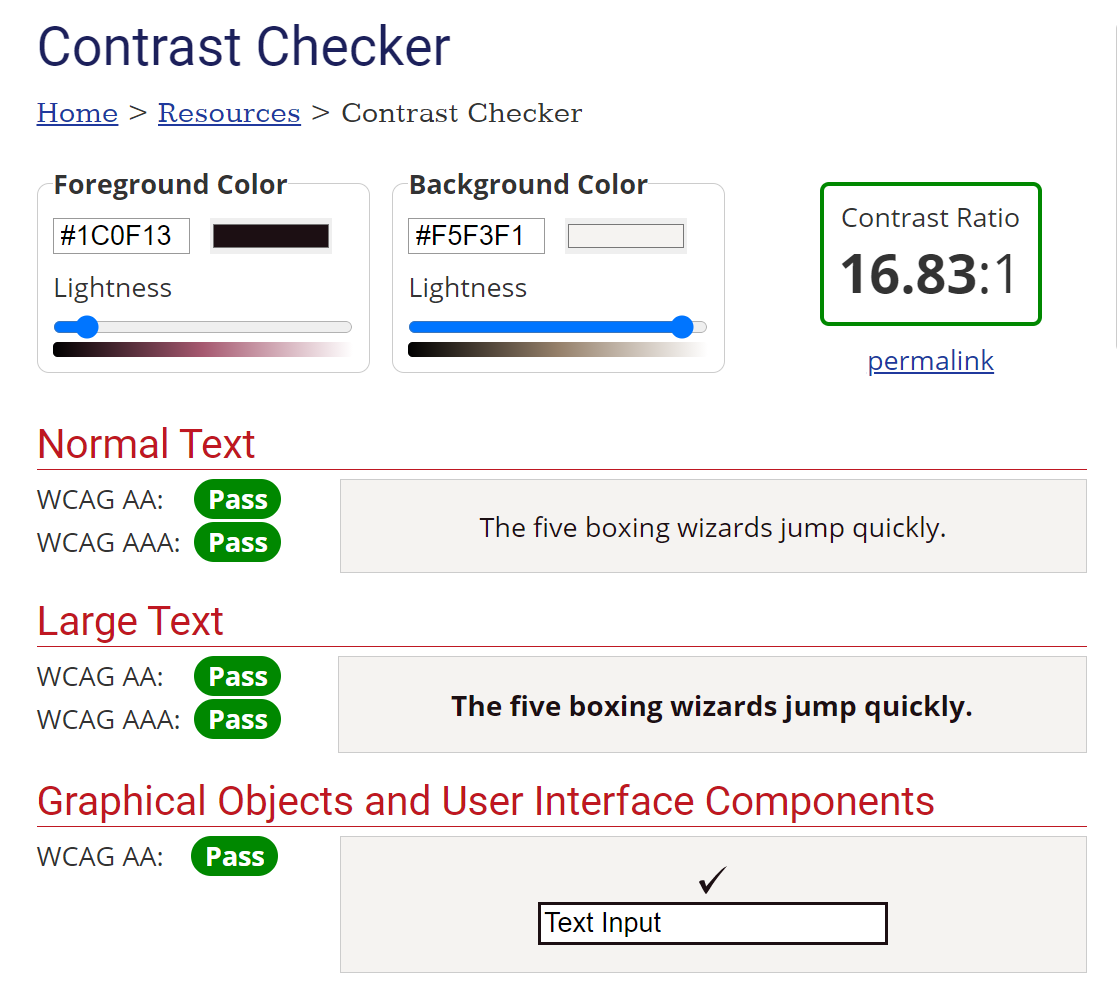 Contrast Checker
Home > Resources > Contrast Checker
Foreground Color
#1C0F13
Lightness
Background Color
#F5F3F1
Lightness
Contrast Ratio
16.83:1
permalink
Normal Text
WCAG AA: Pass
WCAG AAA: Pass
The five boxing wizards jump quickly.
Large Text
WCAG AA: Pass
WCAG AAA: Pass
The five boxing wizards jump quickly.
Graphical Objects and User Interface Components
WCAG AA: Pass
✓
Text Input